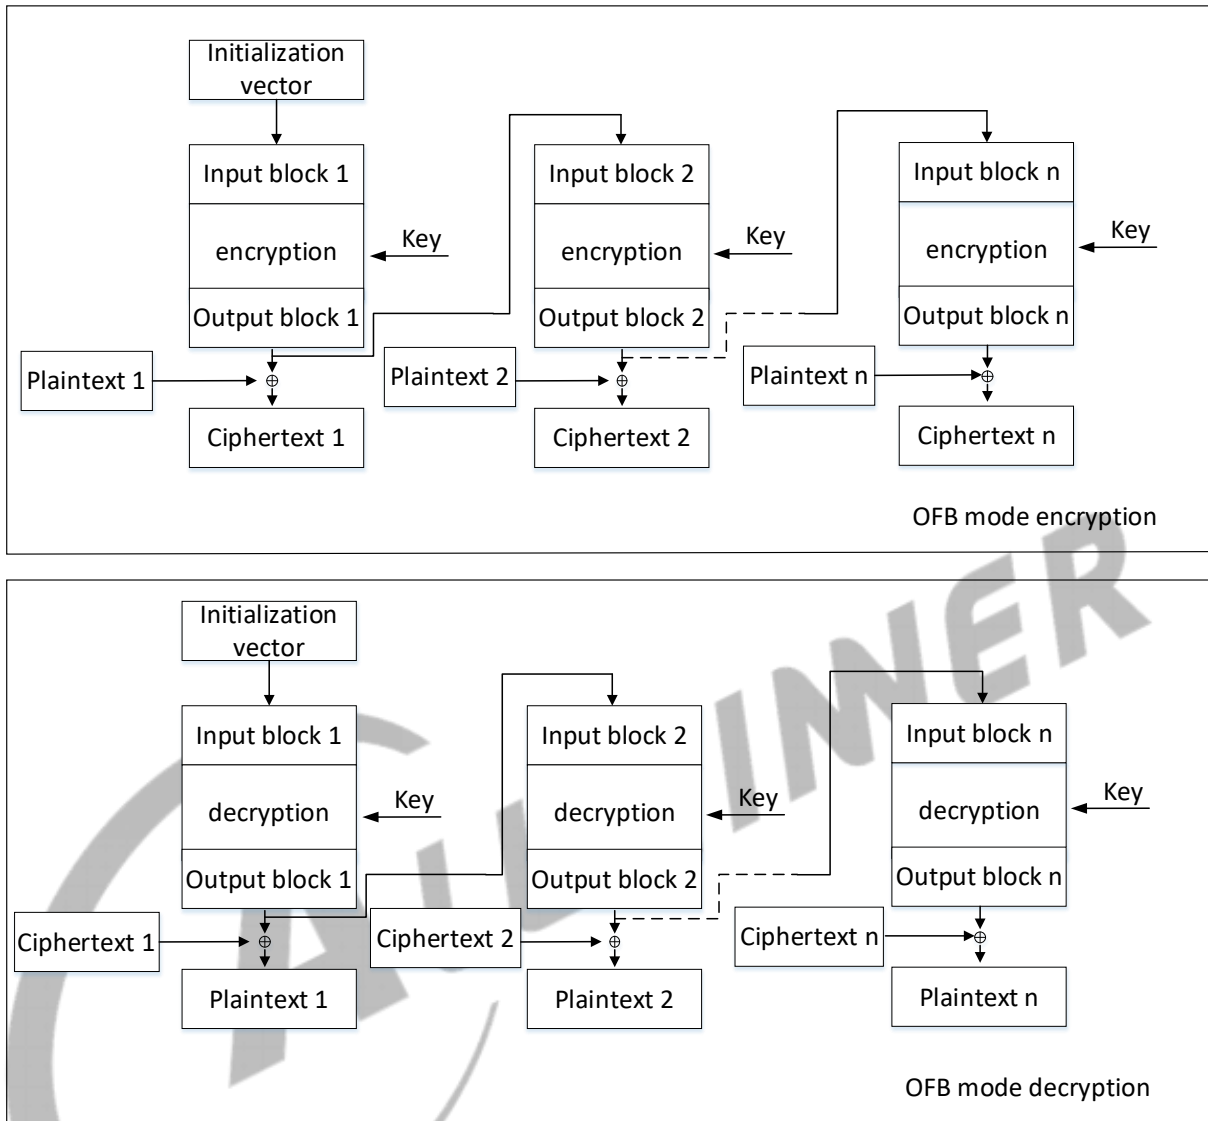 Initialization
vector
Input block 1
Input block 2
Input block n
encryption
Key
encryption
Key
encryption
Key
Output block 1
Output block 2
Output block n
Plaintext 1
Plaintext 2
Plaintext n
Ciphertext 1
Ciphertext 2
Ciphertext n
OFB mode encryption
Initialization
vector
Input block 1
Input block 2
Input block n
decryption
Key
decryption
Key
decryption
Key
Output block 1
Output block 2
Output block n
Ciphertext 1
Ciphertext 2
Ciphertext n
Plaintext 1
Plaintext 2
Plaintext n
OFB mode decryption
ALLWINNER